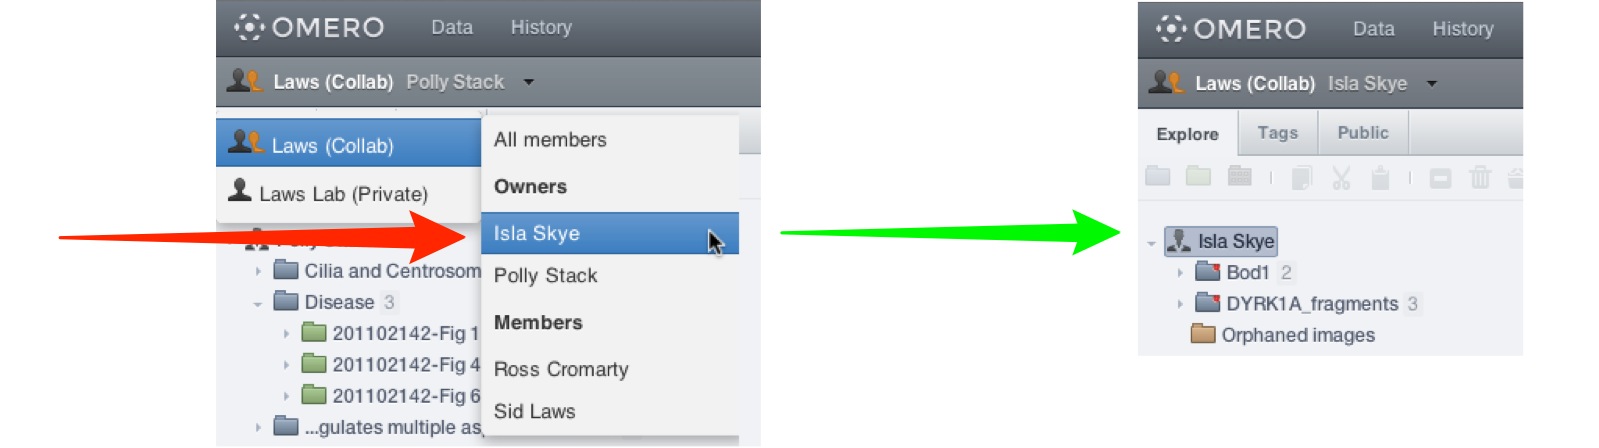 OMERO Data History
Laws (Collab) Polly Stack
Laws (Collab)
Laws Lab (Private)
All members
Owners
Isla Skye
Polly Stack
Members
Ross Cromarty
Sid Laws
Cilia and Centrosom
Disease 3
201102142-Fig 1
201102142-Fig 4
201102142-Fig 6
...gulates multiple as
OMERO Data History
Laws (Collab) Isla Skye
Explore Tags Public
Isla Skye
Bod1 2
DYRK1A_fragments 3
Orphaned images